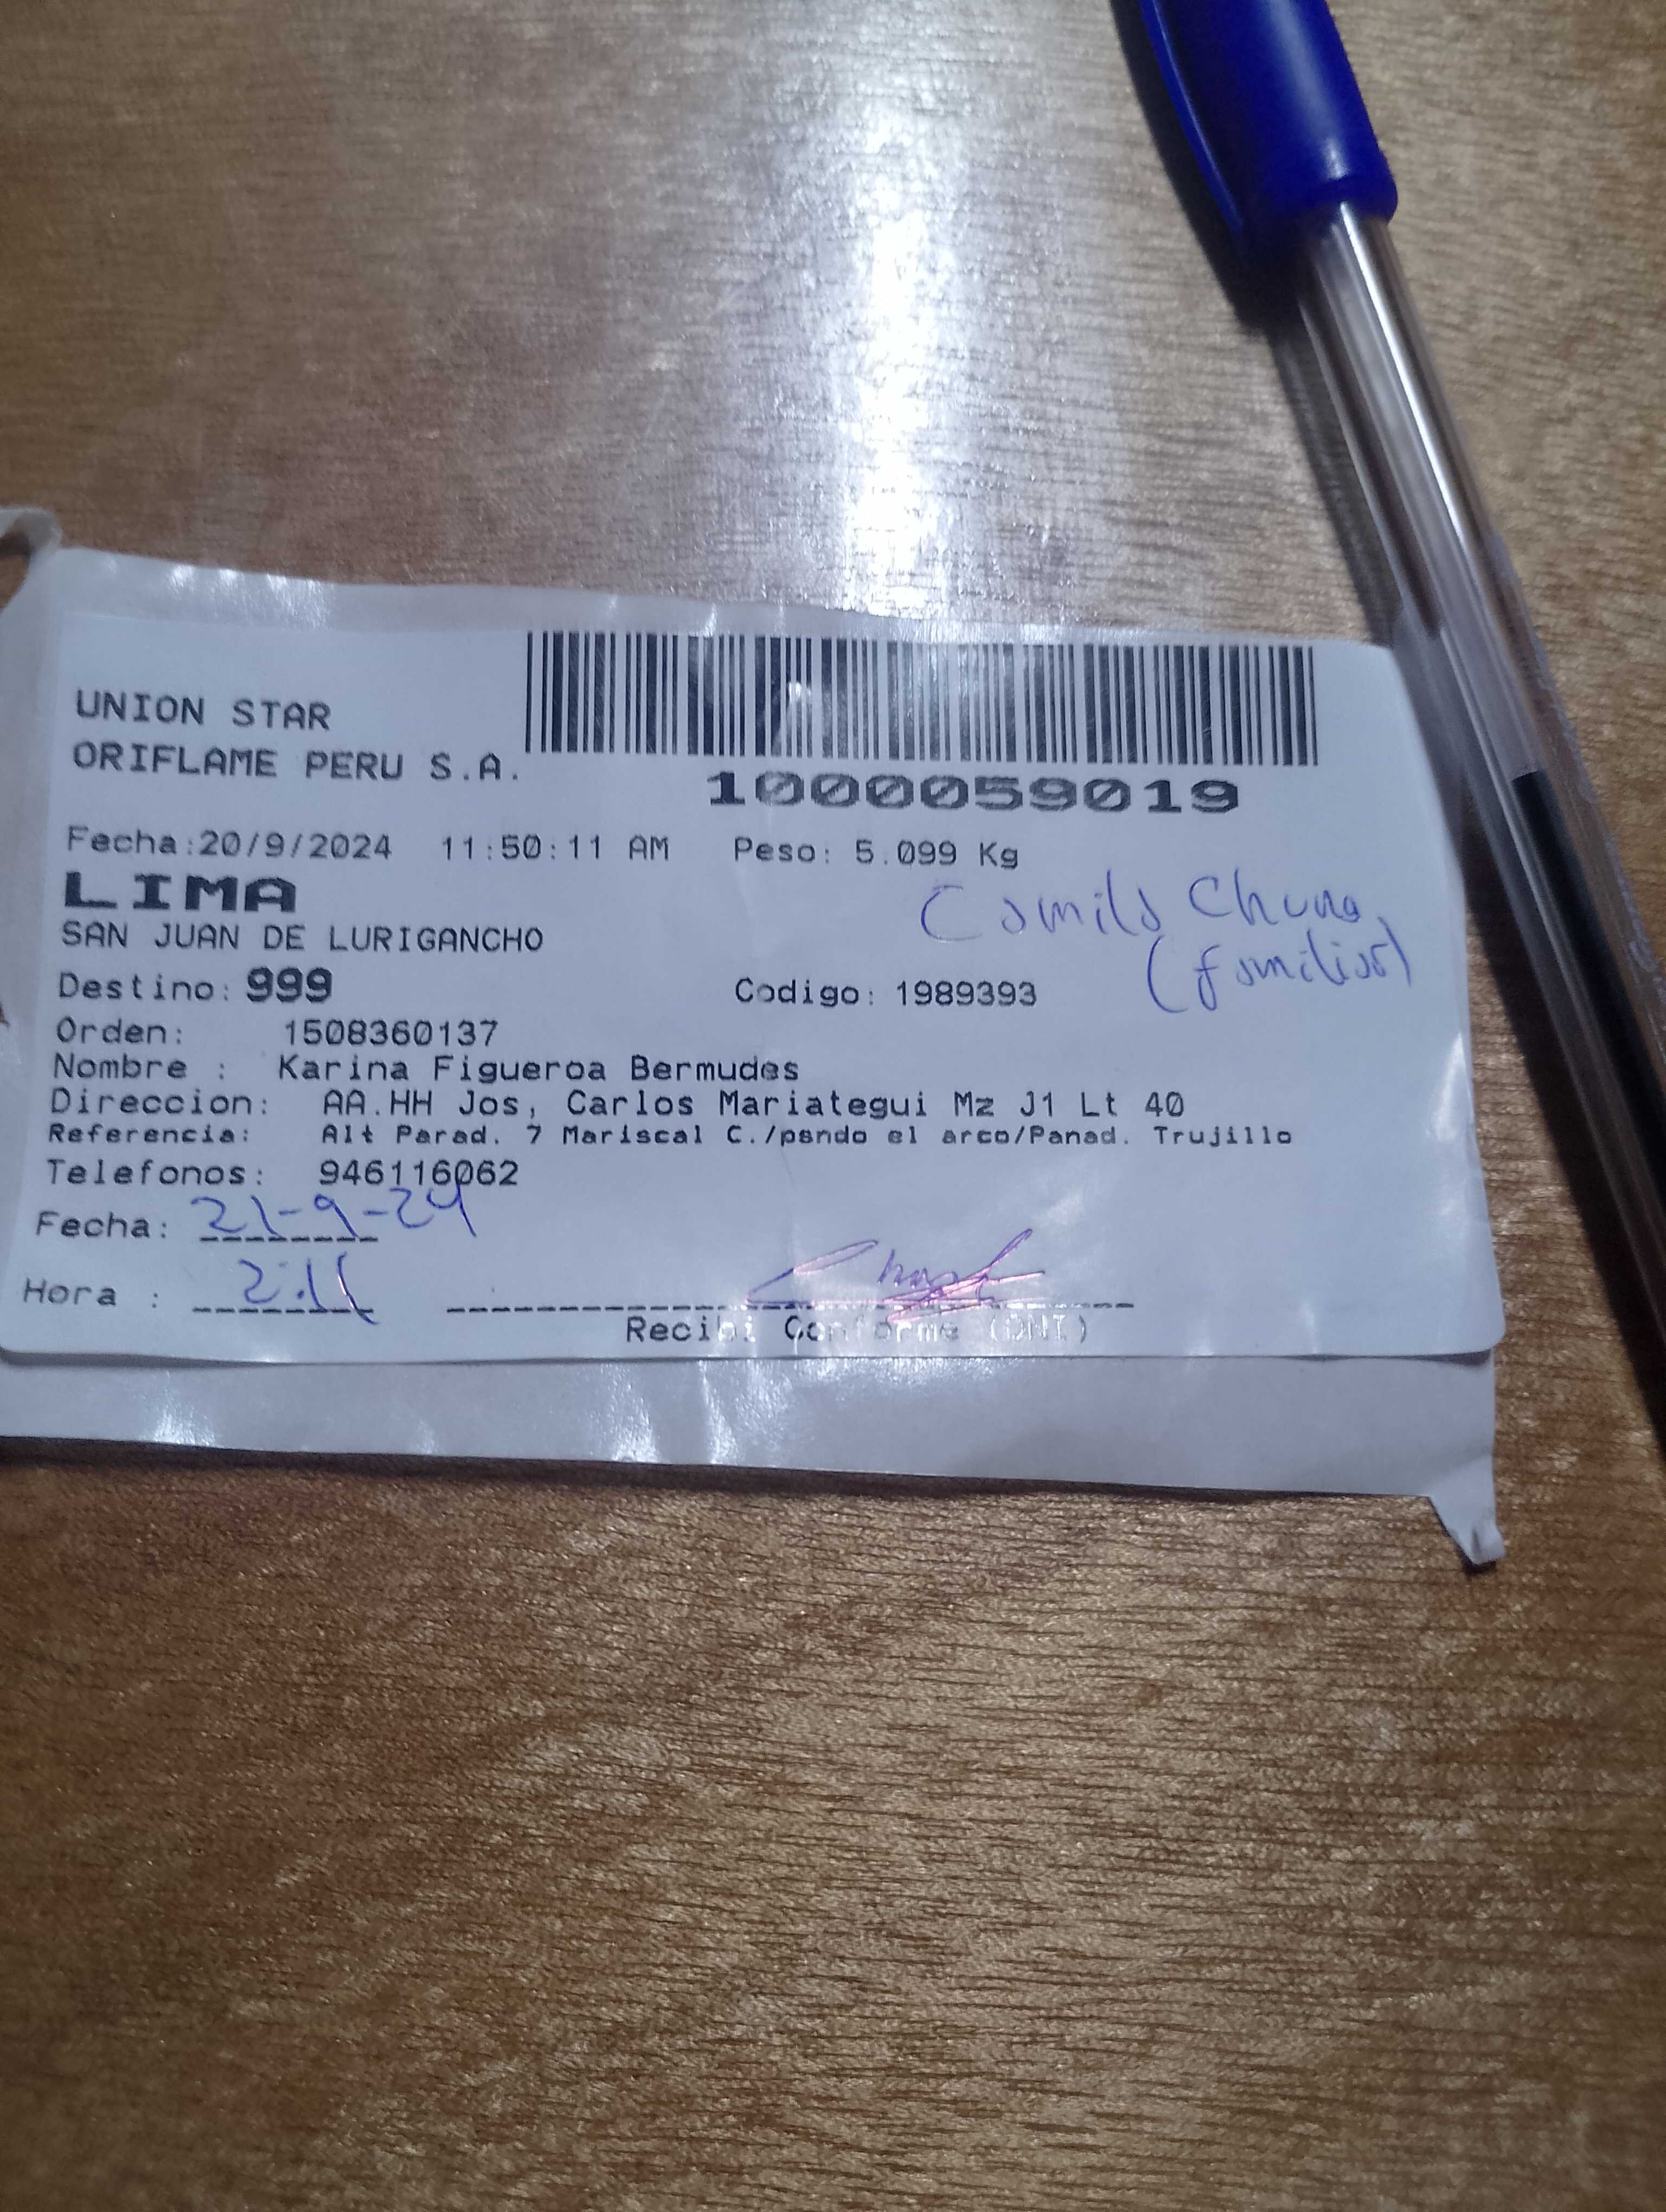 UNION STAR
ORIFLAME PERU S.A.
1000059019
Fecha:20/9/2024 11:50:11 AM Peso: 5.099 Kg
LIMA
SAN JUAN DE LURIGANCHO
Camilo Chuna
(familiar)
Destino: 999 Codigo: 1989393
Orden: 1508360137
Nombre : Karina Figueroa Bermudes
Direccion: AA.HH Jos, Carlos Mariategui Mz J1 Lt 40
Referencia: Alt Parad. 7 Mariscal C./psndo el arco/Panad. Trujillo
Telefonos: 946116062
Fecha: 21-9-24
Hora : 2:11
Recibi Conforme (DNI)